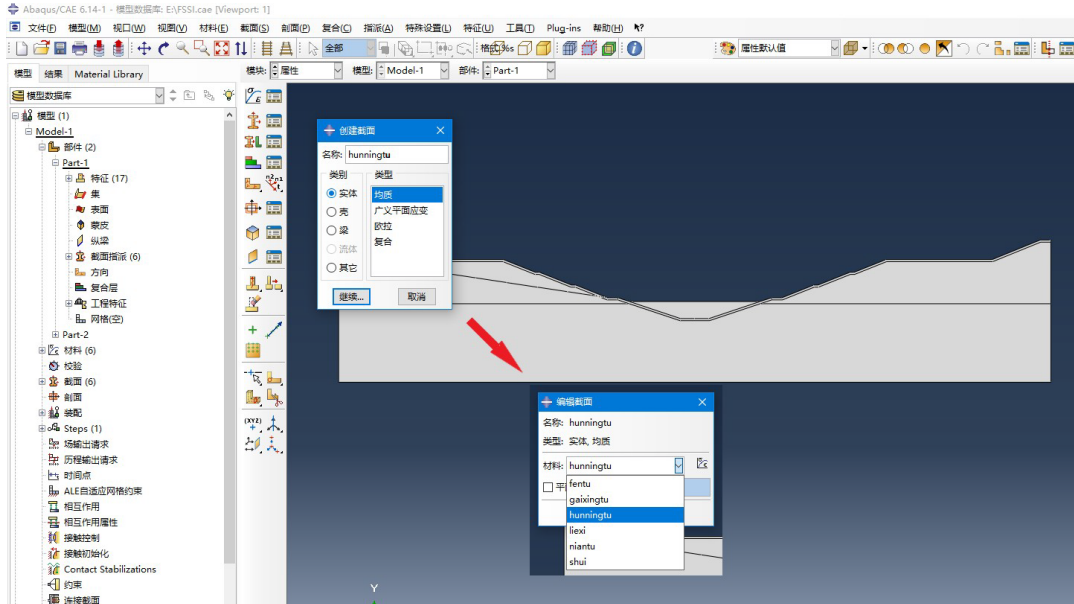 Abaqus/CAE 6.14-1 - 模型数据库: E:\FSSI.cae [Viewport: 1]
文件(F) 模型(M) 视口(W) 视图(V) 材料(E) 截面(S) 剖面(P) 复合(C) 指派(A) 特殊设置(L) 特征(U) 工具(T) Plug-ins 帮助(H)
全部 属性默认值
模型 结果 Material Library 模块: 属性 模型: Model-1 部件: Part-1
模型数据库
模型 (1)
Model-1
部件 (2)
Part-1
特征 (17)
集
表面
蒙皮
纵梁
截面指派 (6)
方向
复合层
工程特征
网格(空)
Part-2
材料 (6)
校验
截面 (6)
剖面
装配
Steps (1)
场输出请求
历程输出请求
时间点
ALE自适应网格约束
相互作用
相互作用属性
接触控制
接触初始化
Contact Stabilizations
约束
连接截面
创建截面
名称: hunningtu
类别 类型
实体 均质
壳 广义平面应变
梁 欧拉
流体 复合
其它
继续... 取消
编辑截面
名称: hunningtu
类型: 实体, 均质
材料: hunningtu
fentu
gaixingtu
hunningtu
liexi
niantu
shui
Y